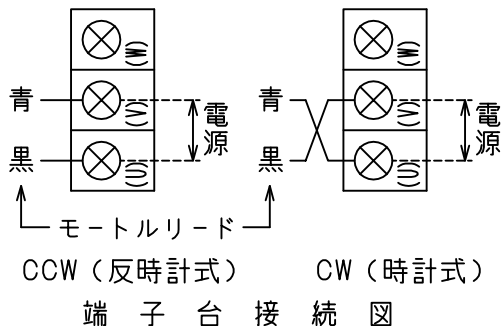 (W) (W)
青 (V) 電源 青 (V) 電源
黒 (U) 黒 (U)
モートルリード
CCW(反時計式) CW(時計式)
端子台接続図